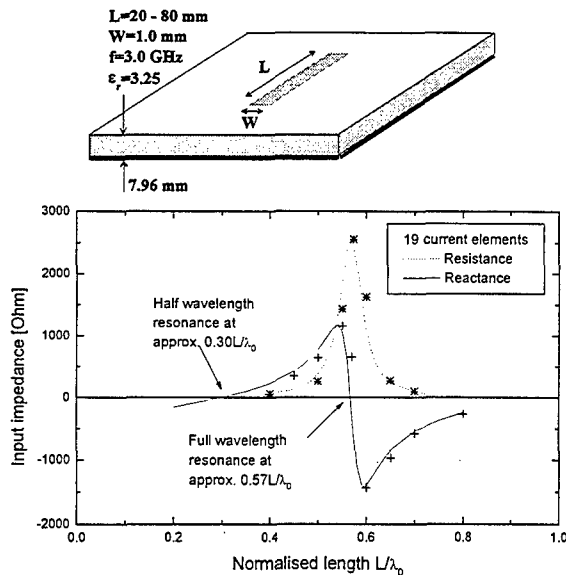 L=20 - 80 mm
W=1.0 mm
f=3.0 GHz
εr=3.25
L
W
7.96 mm
3000
2000
1000
0
-1000
-2000
Input impedance [Ohm]
19 current elements
Resistance
Reactance
Half wavelength
resonance at
approx. 0.30L/λ0
Full wavelength
resonance at
approx. 0.57L/λ0
0.0 0.2 0.4 0.6 0.8 1.0
Normalised length L/λ0